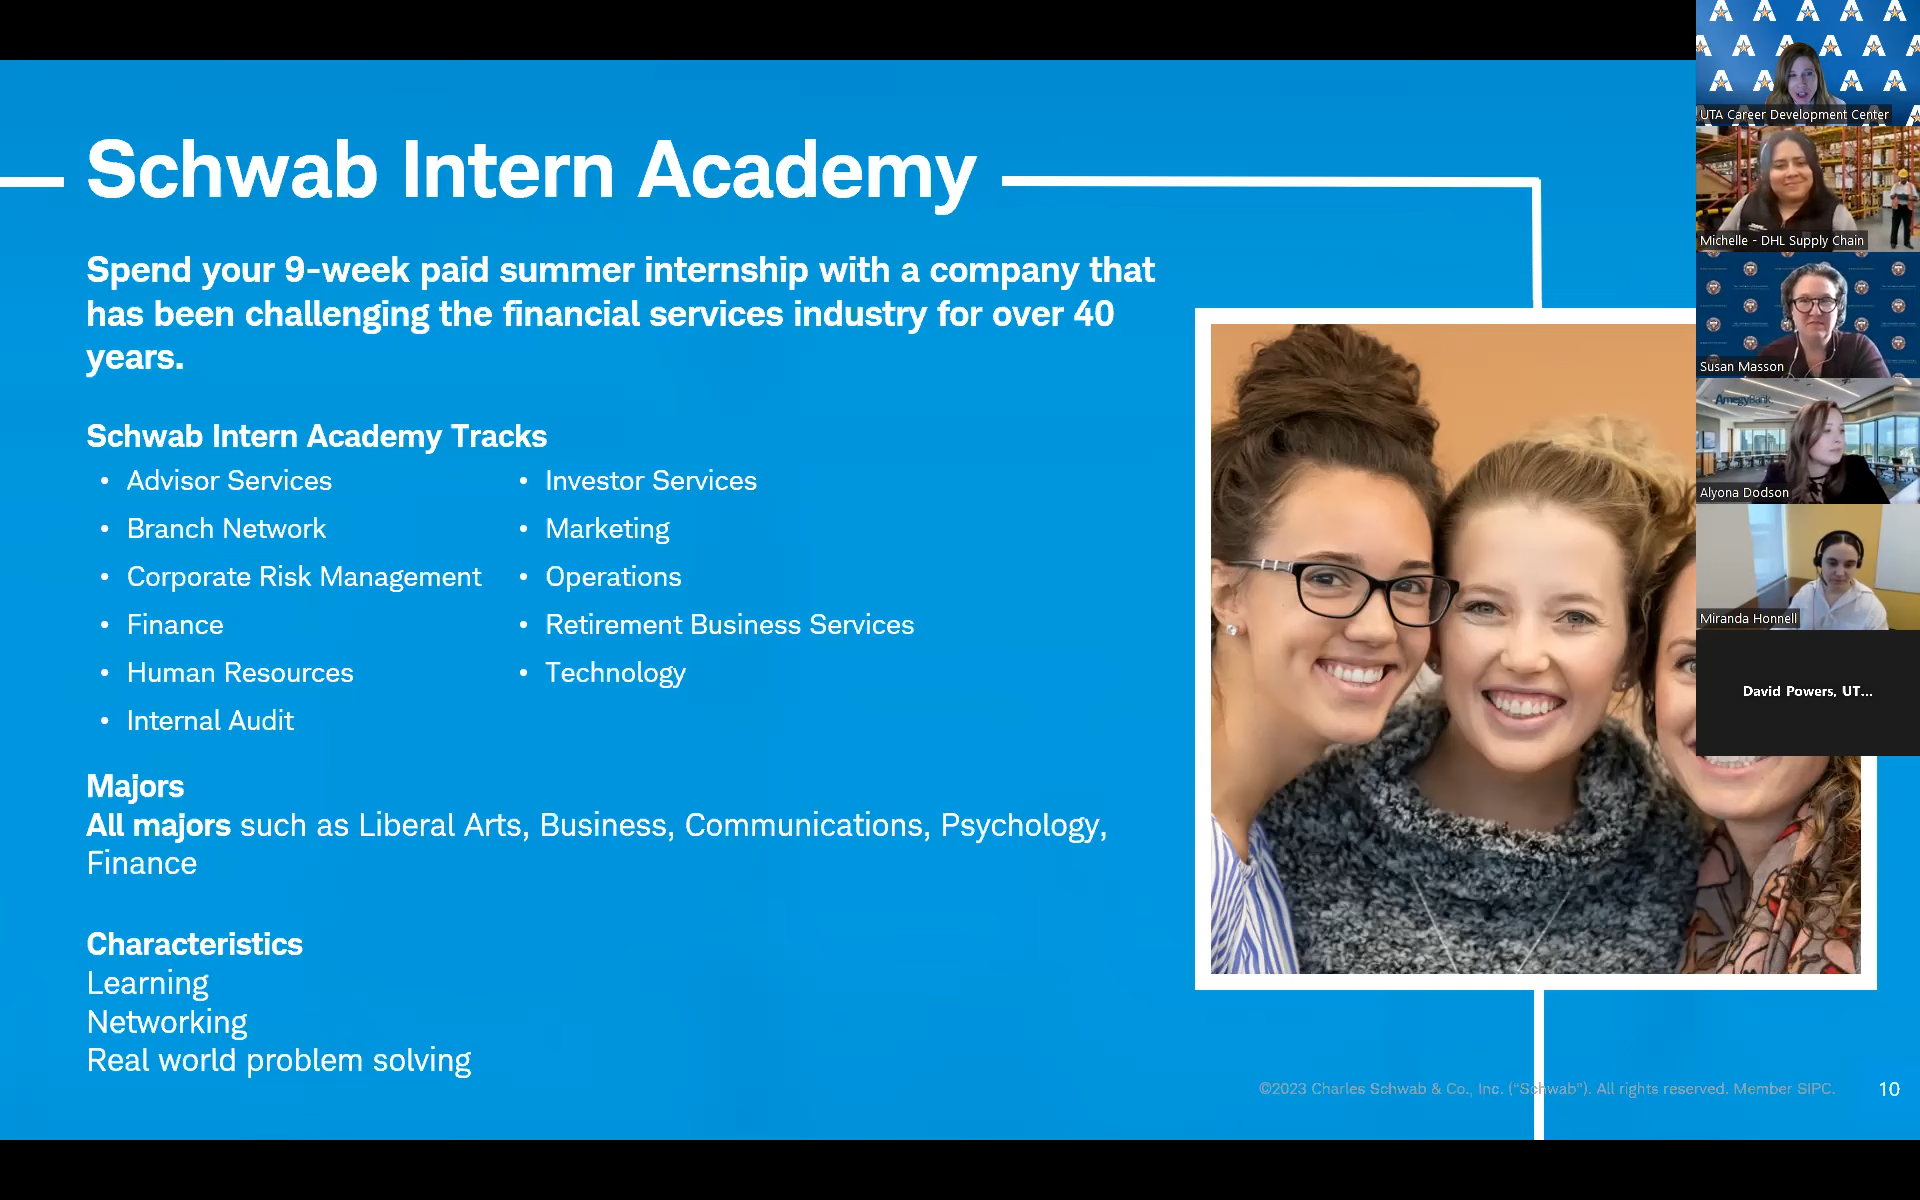 Schwab Intern Academy
Spend your 9-week paid summer internship with a company that
has been challenging the financial services industry for over 40
years.
Schwab Intern Academy Tracks
• Advisor Services
• Branch Network
• Corporate Risk Management
• Finance
• Human Resources
• Internal Audit
• Investor Services
• Marketing
• Operations
• Retirement Business Services
• Technology
Majors
All majors such as Liberal Arts, Business, Communications, Psychology,
Finance
Characteristics
Learning
Networking
Real world problem solving
©2023 Charles Schwab & Co., Inc. ("Schwab"). All rights reserved. Member SIPC.
10
UTA Career Development Center
Michelle - DHL Supply Chain
Susan Masson
AmegyBank
Alyona Dodson
Miranda Honnell
David Powers, UT...